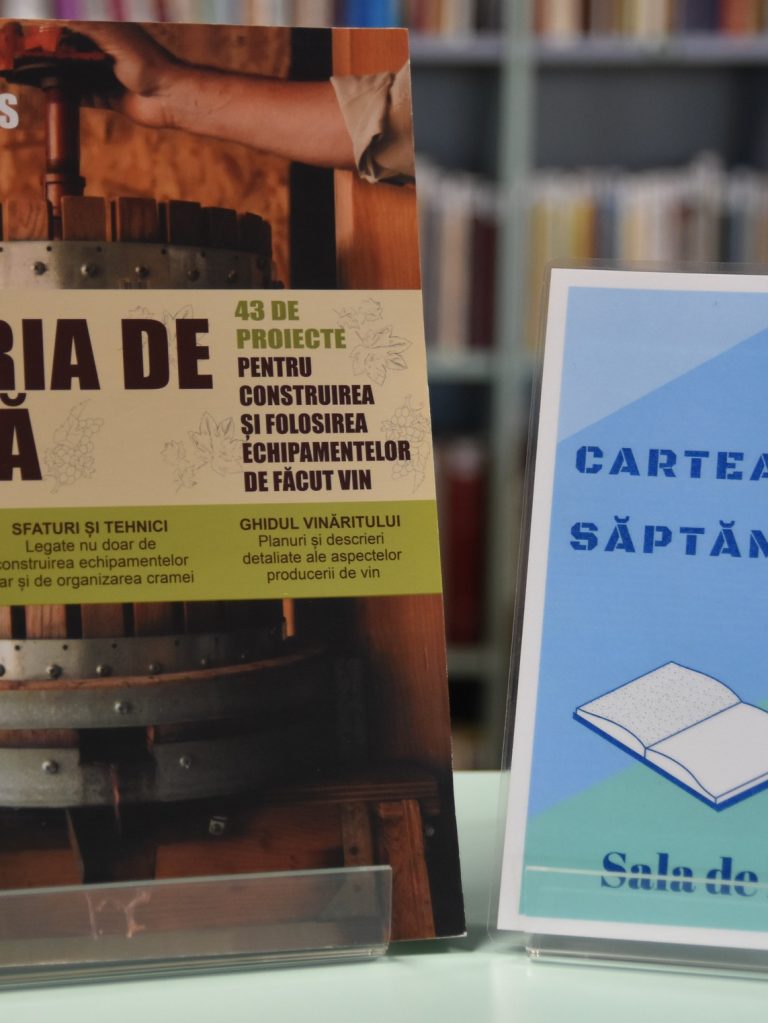 S
RIA DE
Ă
43 DE
PROIECTE
PENTRU
CONSTRUIREA
ȘI FOLOSIREA
ECHIPAMENTELOR
DE FĂCUT VIN
SFATURI ȘI TEHNICI
Legate nu doar de
construirea echipamentelor
ar și de organizarea cramei
GHIDUL VINĂRITULUI
Planuri și descrieri
detaliate ale aspectelor
producerii de vin
CARTEA
SĂPTĂN
Sala de